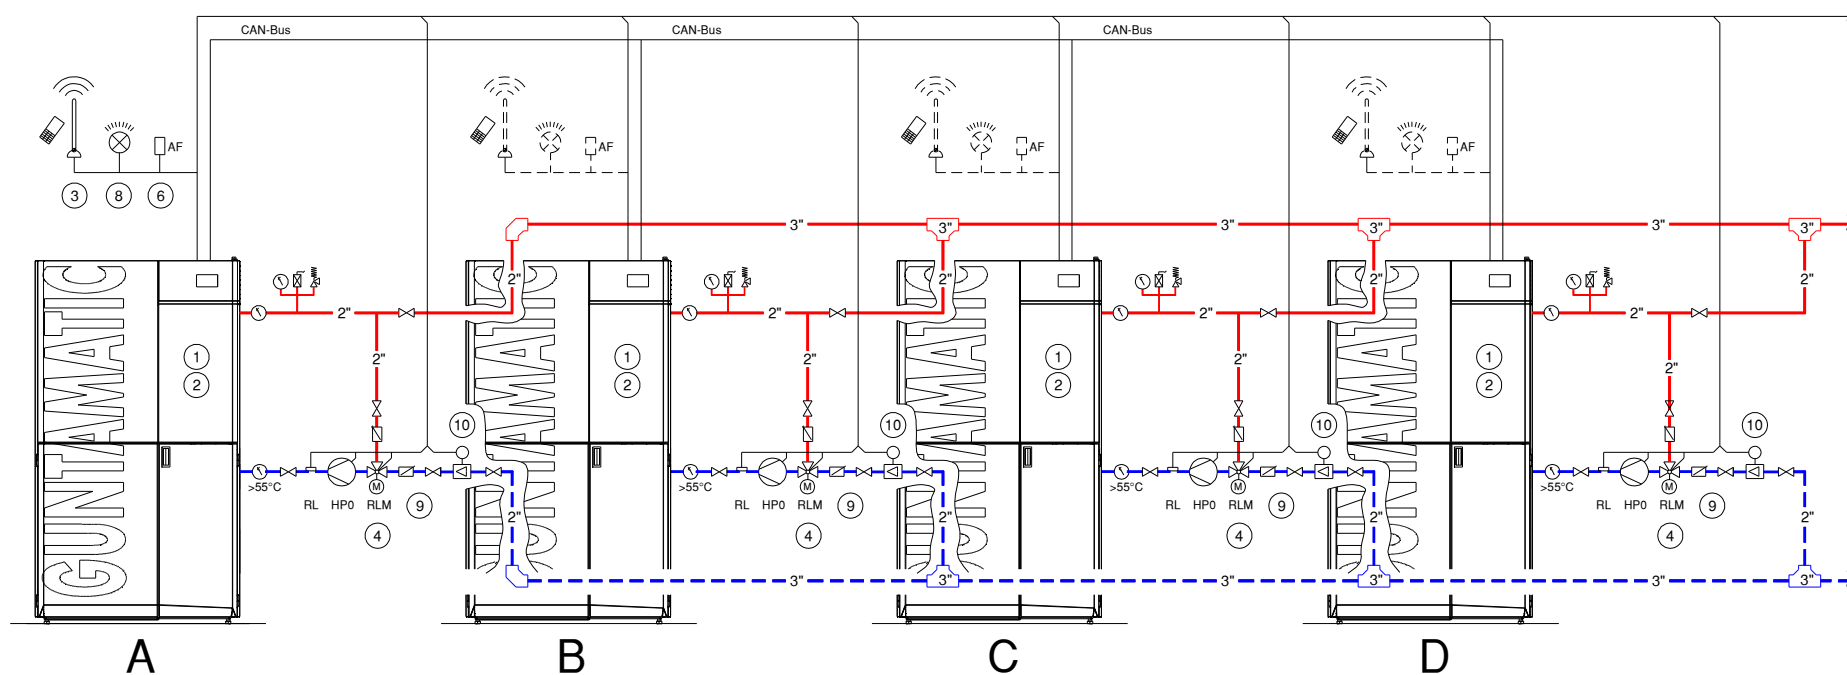 CAN-Bus CAN-Bus CAN-Bus
AF AF AF AF
3 8 6
3" 3" 3" 3" 3" 3" 3"
2" 2" 2" 2"
2" 2" 2" 2"
1 1 1 1
2" 2" 2" 2"
2 2 2 2
GUNTAMATIC GUNTAMATIC GUNTAMATIC GUNTAMATIC
10 10 10 10
>55°C >55°C >55°C >55°C
M M M M
RL HP0 RLM 9 RL HP0 RLM 9 RL HP0 RLM 9 RL HP0 RLM 9
2" 2" 2" 2"
4 4 4 4
3" 3" 3" 3" 3" 3"
A B C D